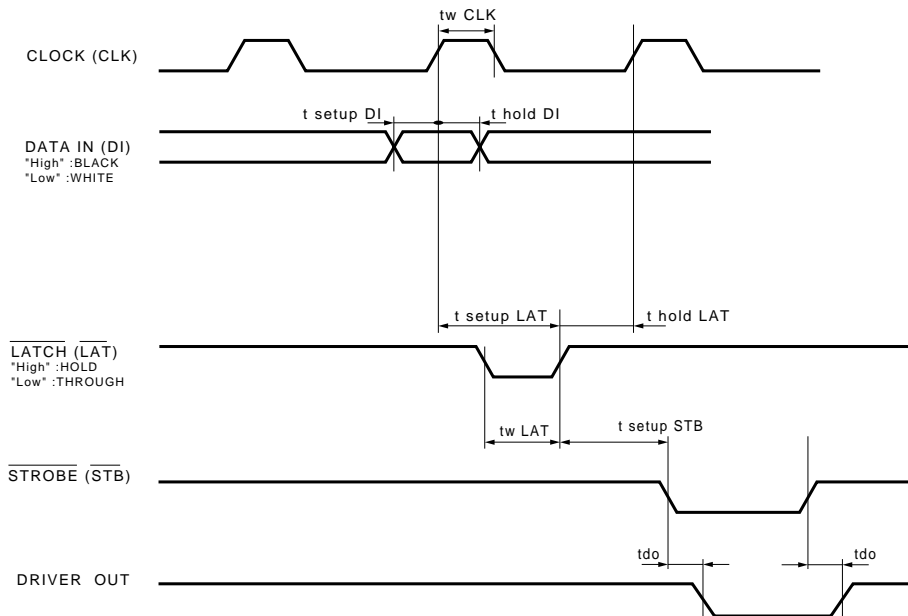 tw CLK
CLOCK (CLK)
t setup DI
t hold DI
DATA IN (DI)
"High" :BLACK
"Low" :WHITE
t setup LAT
t hold LAT
LATCH (LAT)
"High" :HOLD
"Low" :THROUGH
tw LAT
t setup STB
STROBE (STB)
tdo
tdo
DRIVER OUT